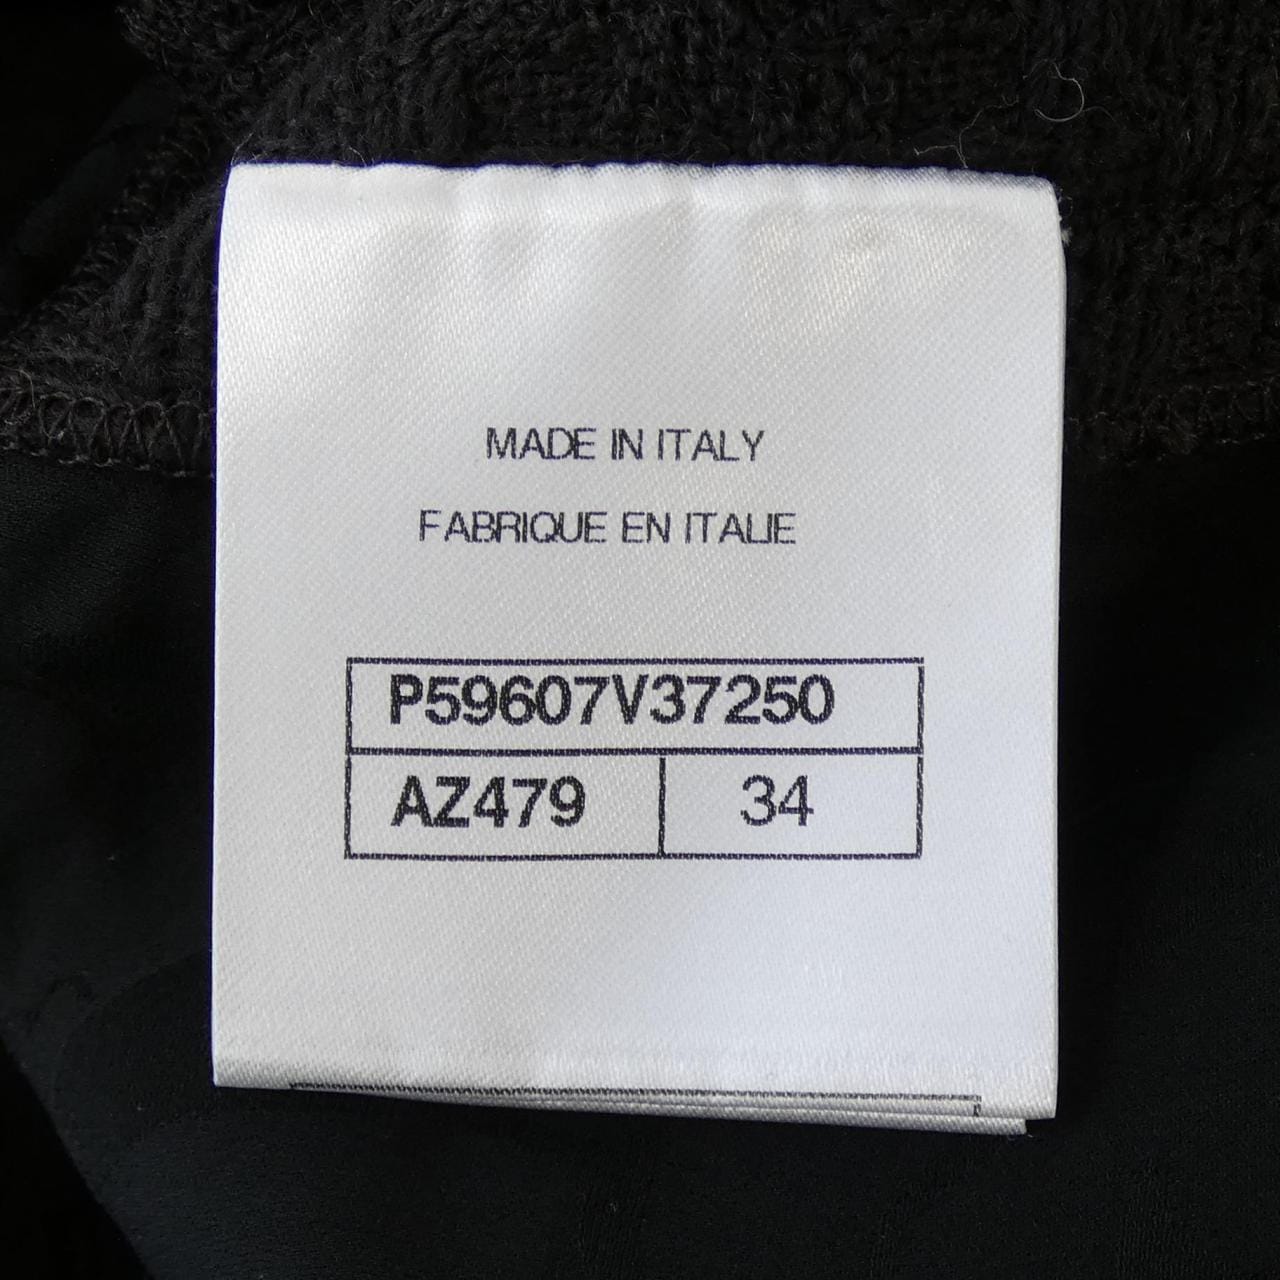 MADE IN ITALY
FABRIQUE EN ITALIE
P59607V37250
AZ479 34